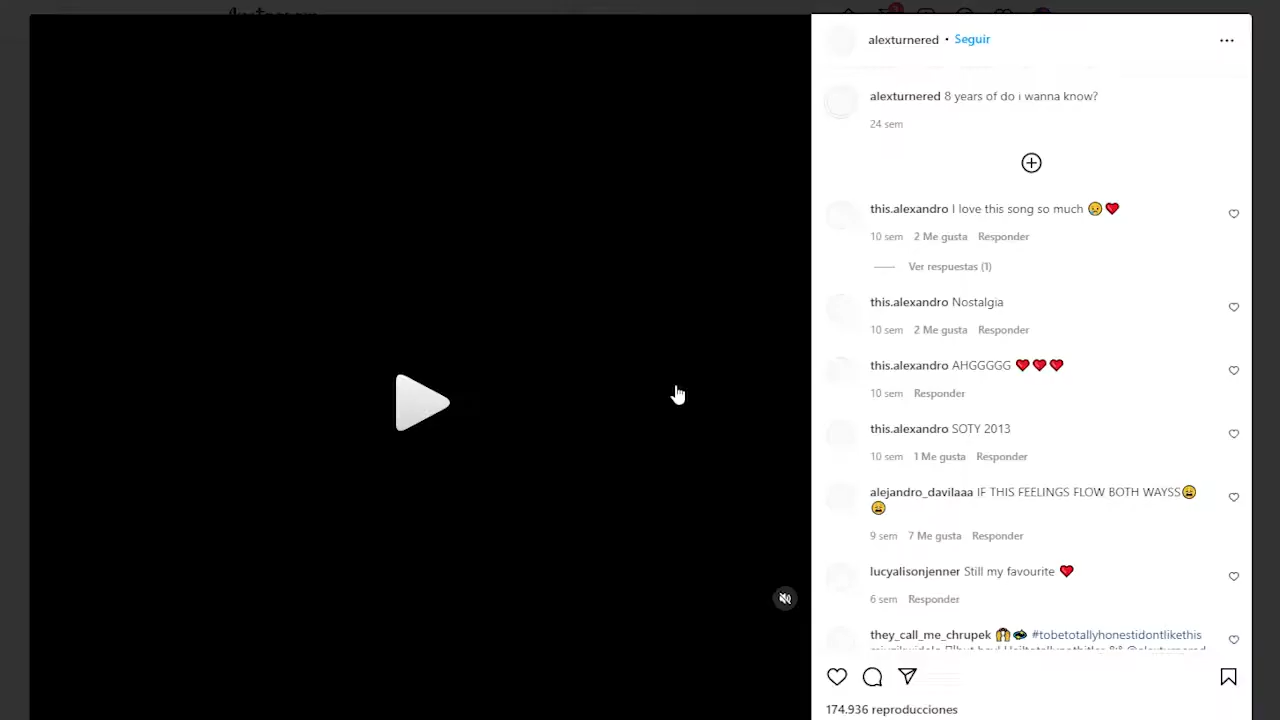 alexturnered • Seguir
alexturnered 8 years of do i wanna know?
24 sem
this.alexandro I love this song so much 😢❤️
10 sem 2 Me gusta Responder
Ver respuestas (1)
this.alexandro Nostalgia
10 sem 2 Me gusta Responder
this.alexandro AHGGGGG ❤️❤️❤️
10 sem Responder
this.alexandro SOTY 2013
10 sem 1 Me gusta Responder
alejandro_davilaaa IF THIS FEELINGS FLOW BOTH WAYSS😩
😩
9 sem 7 Me gusta Responder
lucyalisonjenner Still my favourite ❤️
6 sem Responder
they_call_me_chrupek #tobetotallyhonestidontlikethis
174.936 reproducciones